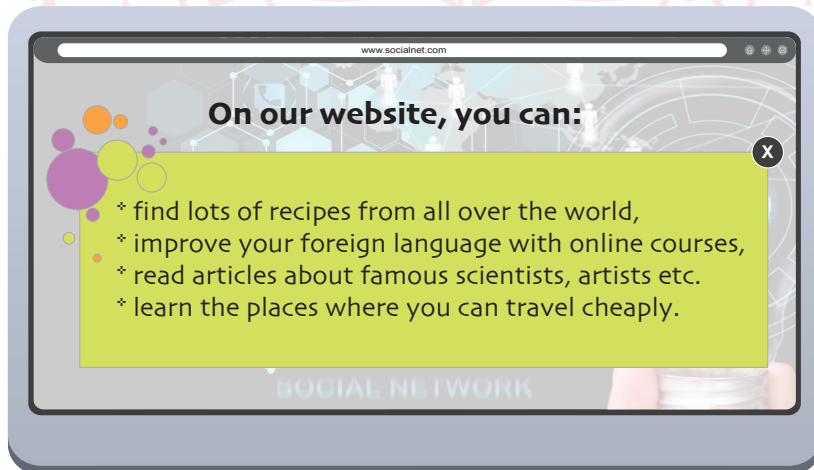 www.socialnet.com
On our website, you can:
X
* find lots of recipes from all over the world,
* improve your foreign language with online courses,
* read articles about famous scientists, artists etc.
* learn the places where you can travel cheaply.
SOCIAL NETWORK